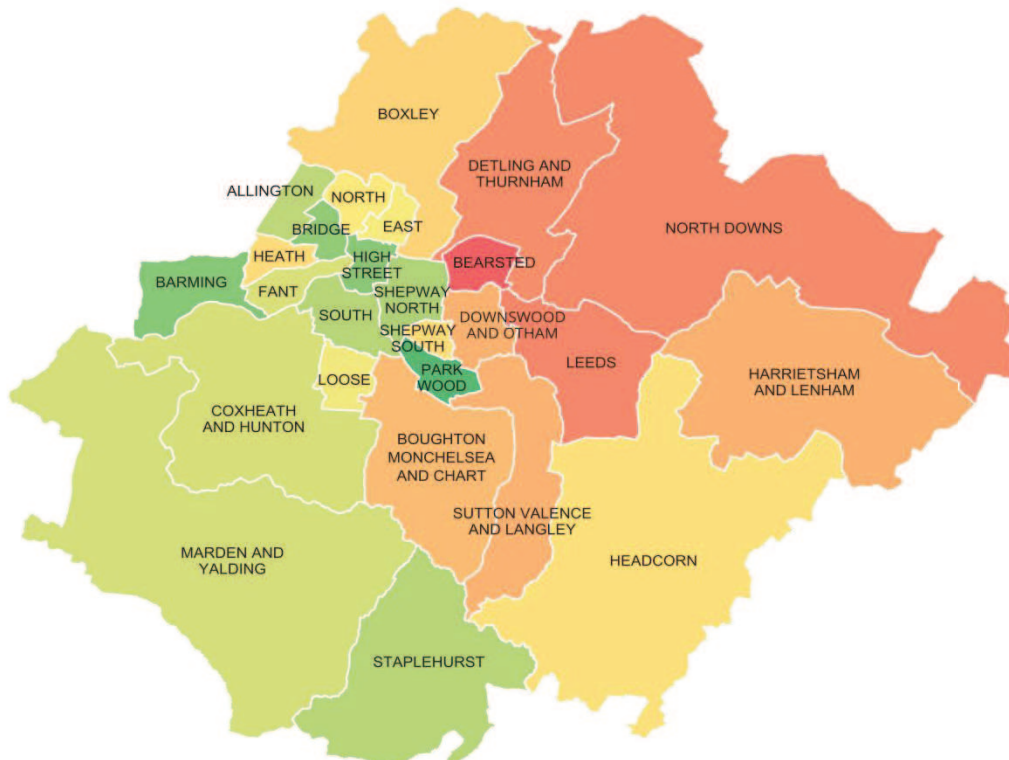 BOXLEY
DETLING AND
THURNHAM
ALLINGTON
NORTH
NORTH DOWNS
BRIDGE
EAST
HEATH
HIGH
STREET
BEARSTED
BARMING
FANT
SHEPWAY
NORTH
SOUTH
DOWNSWOOD
AND OTHAM
SHEPWAY
SOUTH
LEEDS
PARK
WOOD
LOOSE
HARRIETSHAM
AND LENHAM
COXHEATH
AND HUNTON
BOUGHTON
MONCHELSEA
AND CHART
SUTTON VALENCE
AND LANGLEY
MARDEN AND
YALDING
HEADCORN
STAPLEHURST